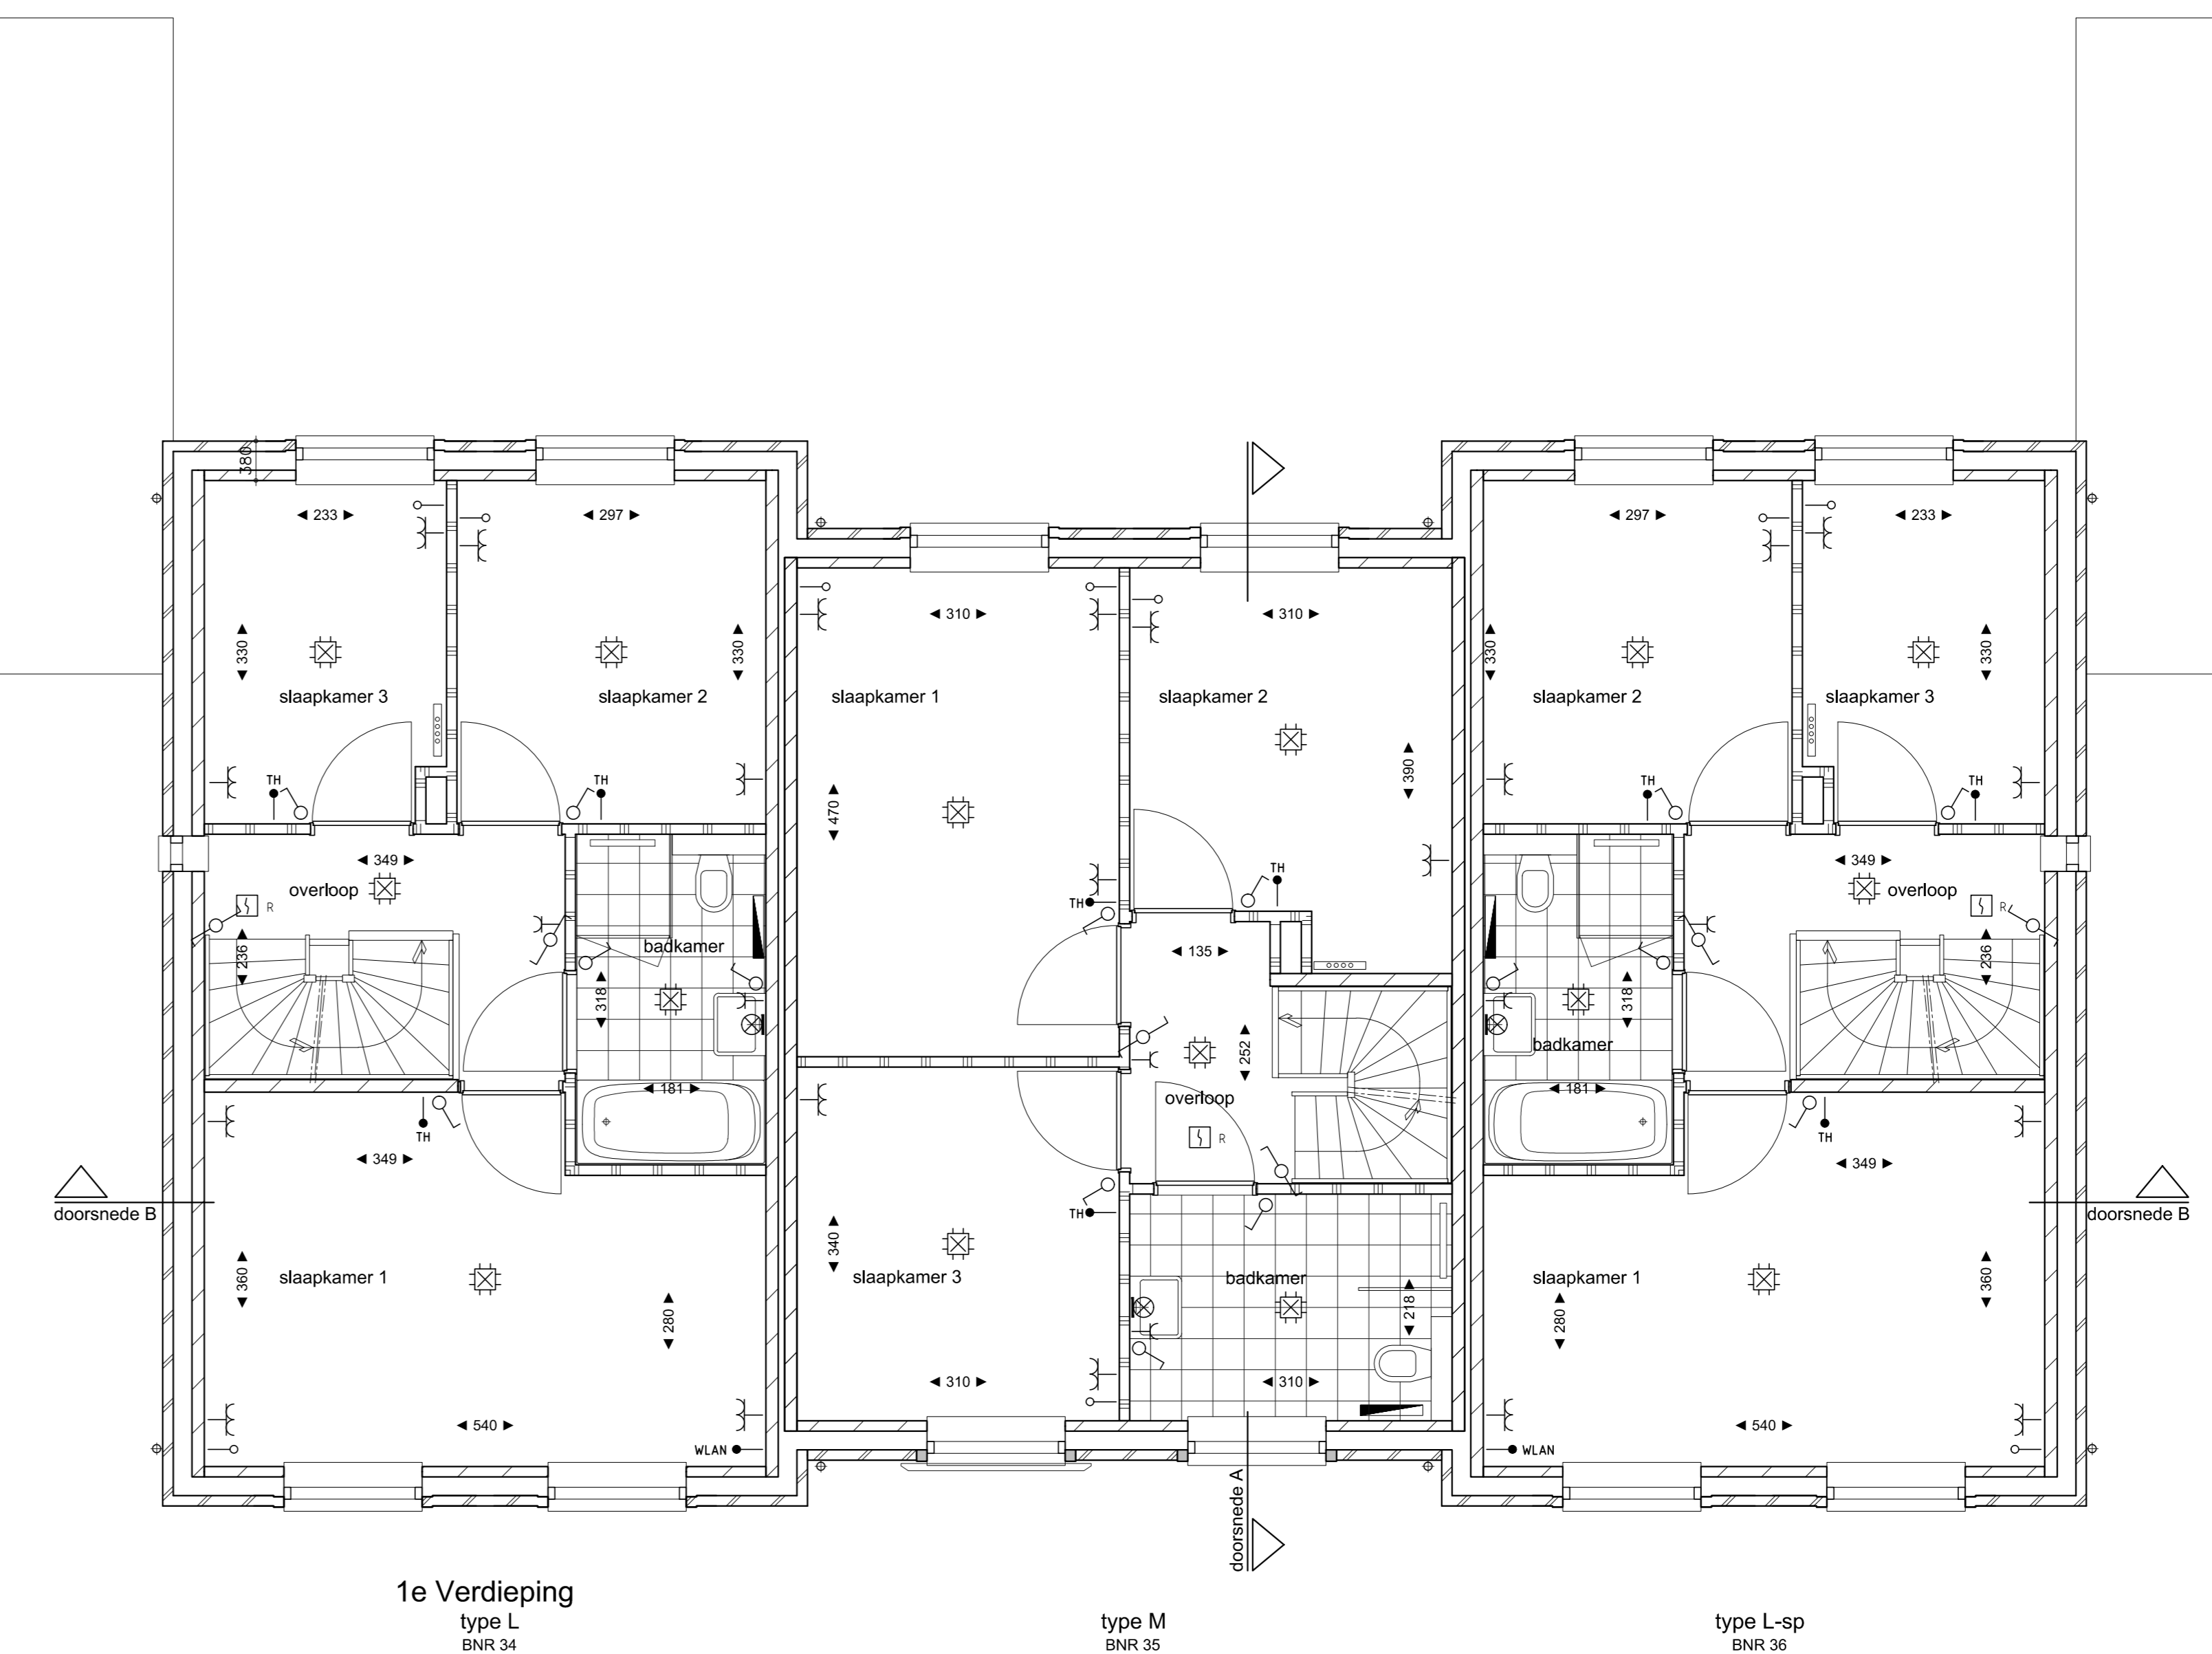 380
◄ 233 ►
◄ 297 ►
◄ 330 ►
◄ 330 ►
slaapkamer 3
slaapkamer 2
TH
TH
◄ 349 ►
overloop
R
◄ 236 ►
badkamer
◄ 318 ►
◄ 181 ►
TH
◄ 349 ►
doorsnede B
◄ 360 ►
slaapkamer 1
◄ 280 ►
◄ 540 ►
WLAN
◄ 310 ►
◄ 310 ►
slaapkamer 1
slaapkamer 2
◄ 470 ►
◄ 390 ►
TH
TH
◄ 135 ►
◄ 252 ►
overloop
R
TH
◄ 340 ►
slaapkamer 3
badkamer
◄ 218 ►
◄ 310 ►
◄ 310 ►
doorsnede A
◄ 297 ►
◄ 233 ►
◄ 330 ►
◄ 330 ►
slaapkamer 2
slaapkamer 3
TH
TH
◄ 349 ►
overloop
R
◄ 236 ►
◄ 318 ►
badkamer
◄ 181 ►
TH
◄ 349 ►
doorsnede B
slaapkamer 1
◄ 280 ►
◄ 360 ►
◄ 540 ►
WLAN
1e Verdieping
type L
BNR 34
type M
BNR 35
type L-sp
BNR 36